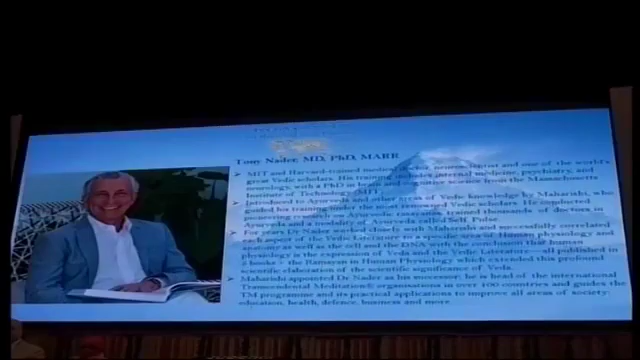 Tony Nader, MD, PhD, MARR
MIT and Harvard-trained medical doctor, neuroscientist and one of the world's
great Vedic scholars. His training includes internal medicine, psychiatry, and
neurology, with a PhD in brain and cognitive science from the Massachusetts
Institute of Technology (MIT)
Introduced to Ayurveda and other areas of Vedic knowledge by Maharishi, who
guided his training under the most renowned Vedic scholars. He conducted
pioneering research on Ayurvedic rasayanas, trained thousands of doctors in
Ayurveda and a modality of Ayurveda called Self Pulse
For years Dr Nader worked closely with Maharishi and successfully correlated
each aspect of the Vedic Literature to a specific area of Human physiology and
anatomy as well as the cell and the DNA with the conclusion that human
physiology is the expression of Veda and the Vedic Literature— all published in
2 books + the Ramayan in Human Physiology which extended this profound
scientific elaboration of the scientific significance of Veda.
Maharishi appointed Dr Nader as his successor; he is head of the international
Transcendental Meditation® organisations in over 100 countries and guides the
TM programme and its practical applications to improve all areas of society:
education, health, defence, business and more